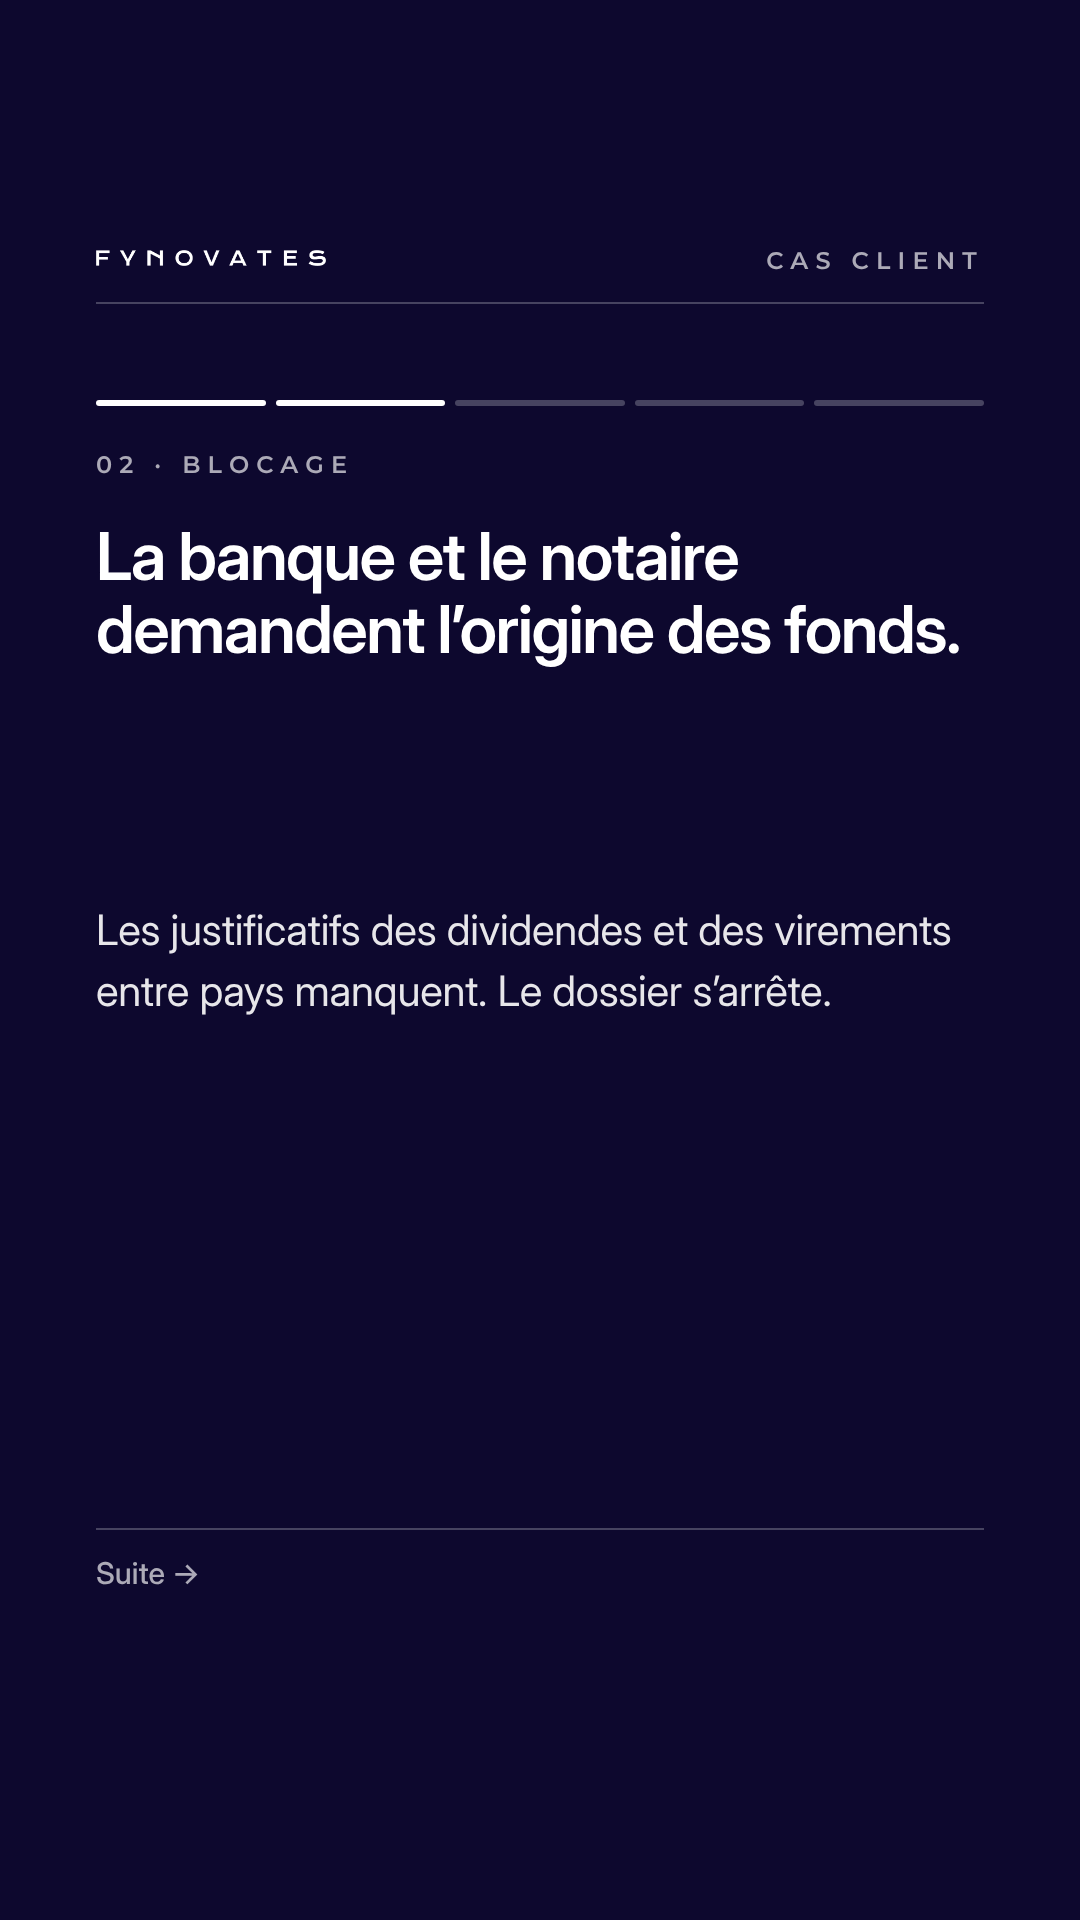 FYNOVATES
CAS CLIENT
02 · BLOCAGE
La banque et le notaire
demandent l’origine des fonds.
Les justificatifs des dividendes et des virements
entre pays manquent. Le dossier s’arrête.
Suite →